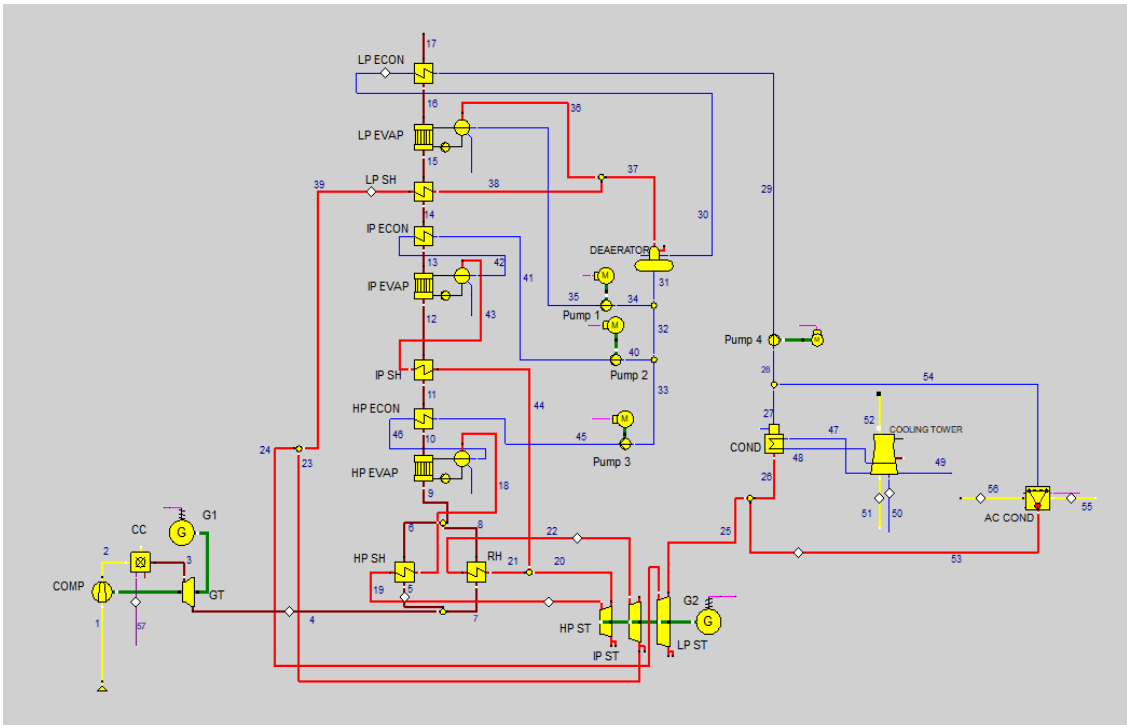 17
LP ECON
16
36
LP EVAP
15
37
39
LP SH
38
29
14
30
IP ECON
DEAERATOR
13
42
41
M
31
IP EVAP
43
35
34
Pump 1
12
M
32
Pump 4
M
40
28
IP SH
Pump 2
54
11
44
33
HP ECON
M
27
52
COOLING TOWER
46
10
45
47
24
23
Pump 3
COND
48
49
HP EVAP
18
26
9
56
55
51
50
AC COND
G1
6
8
22
25
CC
G
2
3
HP SH
RH
21
20
53
COMP
19
5
G2
GT
4
7
HP ST
G
1
57
IP ST
LP ST